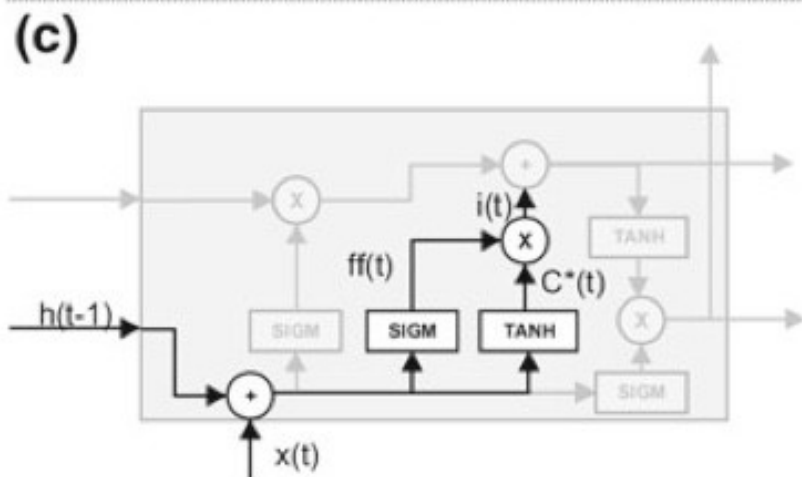 (c)
+
i(t)
X
X
TANH
ff(t)
X
C*(t)
h(t-1)
SIGM
SIGM
TANH
X
+
SIGM
x(t)